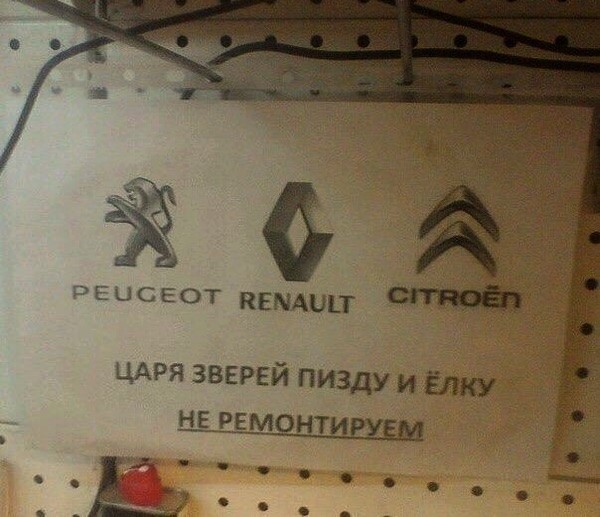 PEUGEOT RENAULT CITROËN
ЦАРЯ ЗВЕРЕЙ ПИЗДУ И ЁЛКУ
НЕ РЕМОНТИРУЕМ